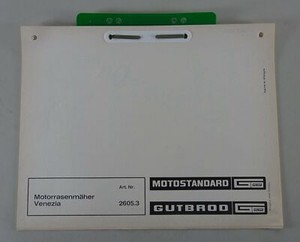 Motorrasenmäher
Venezia
Art. Nr.
2605.3
MOTOSTANDARD
GUTBROD